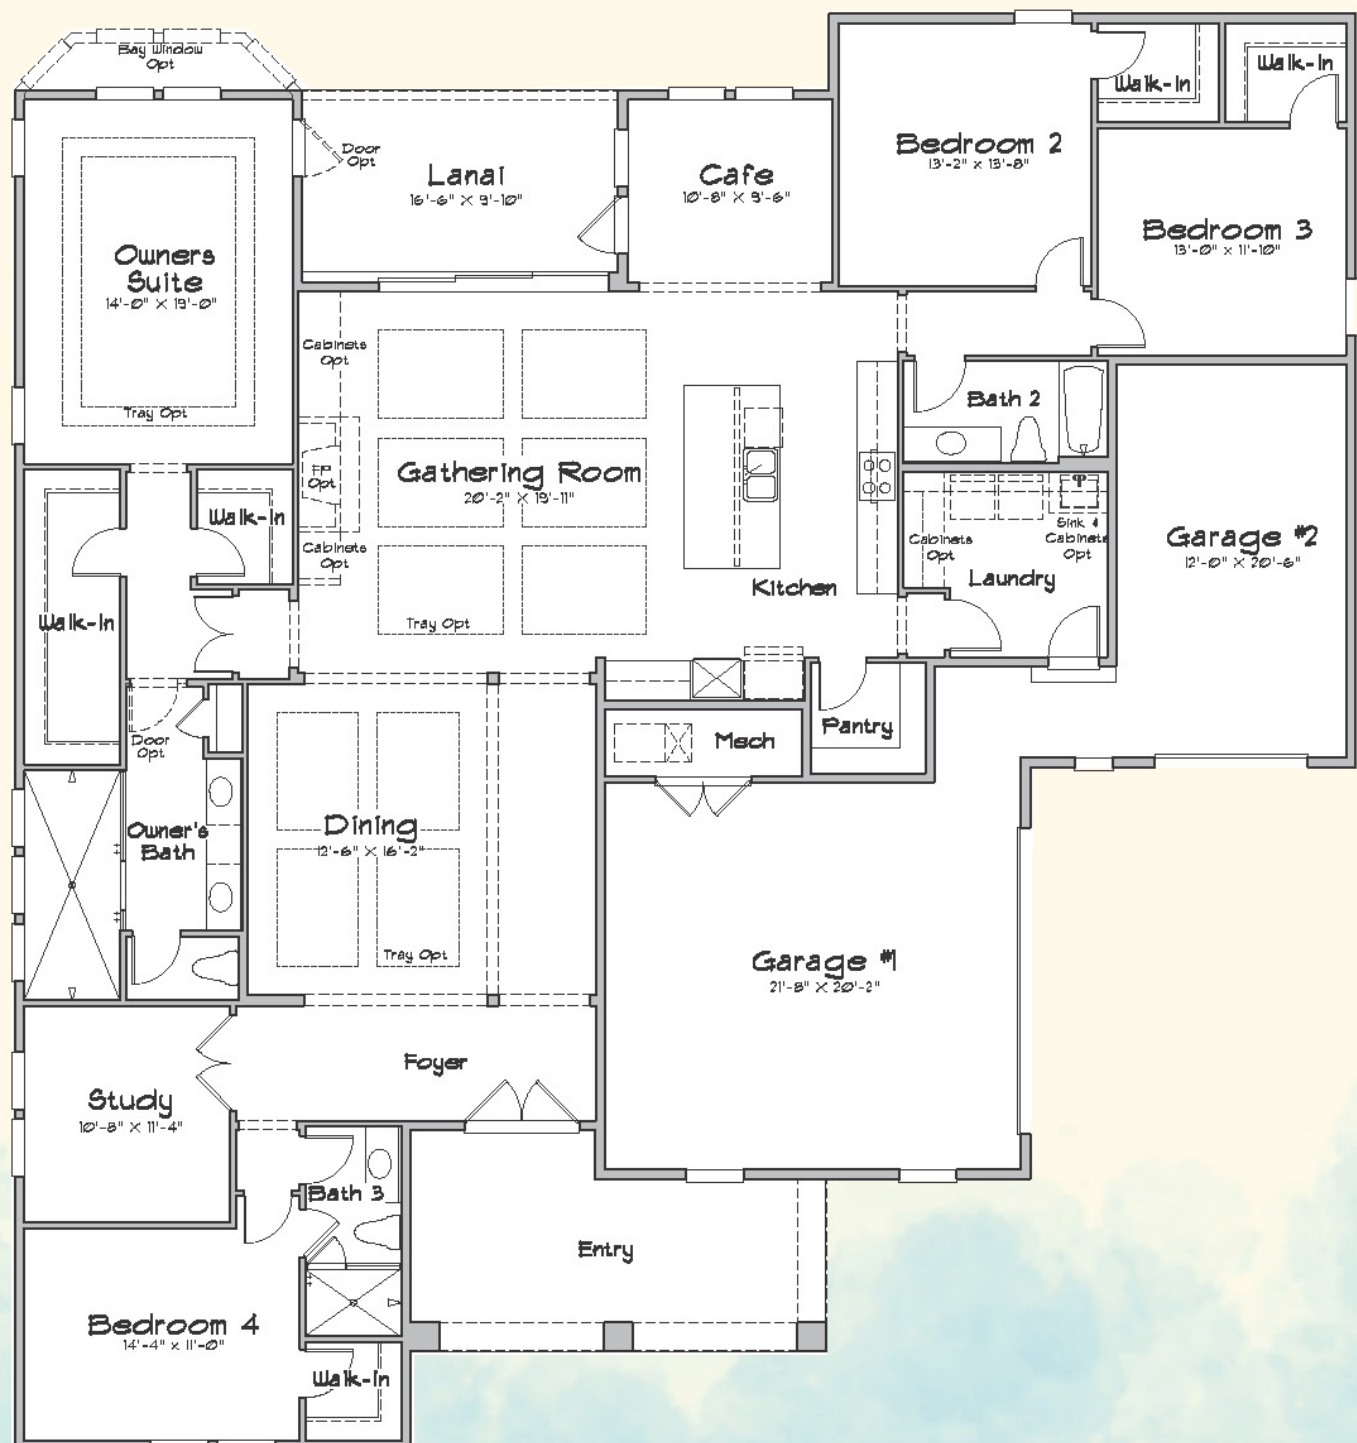 Bay Window
Opt
Walk-In
Walk-In
Door
Opt
Lanai
16'-6" X 9'-10"
Cafe
10'-8" X 9'-6"
Bedroom 2
13'-2" X 13'-8"
Bedroom 3
13'-0" X 11'-10"
Owners
Suite
14'-0" X 19'-0"
Tray Opt
Cabinets
Opt
Bath 2
FP
Opt
Gathering Room
20'-2" X 19'-11"
Walk-In
Cabinets
Opt
Cabinets
Opt
Sink &
Cabinets
Opt
Laundry
Garage #2
12'-0" X 20'-6"
Kitchen
Walk-In
Tray Opt
Door
Opt
Mech
Pantry
Owner's
Bath
Dining
12'-6" X 16'-2"
Tray Opt
Garage #1
21'-8" X 20'-2"
Foyer
Study
10'-8" X 11'-4"
Bath 3
Entry
Bedroom 4
14'-4" X 11'-0"
Walk-In